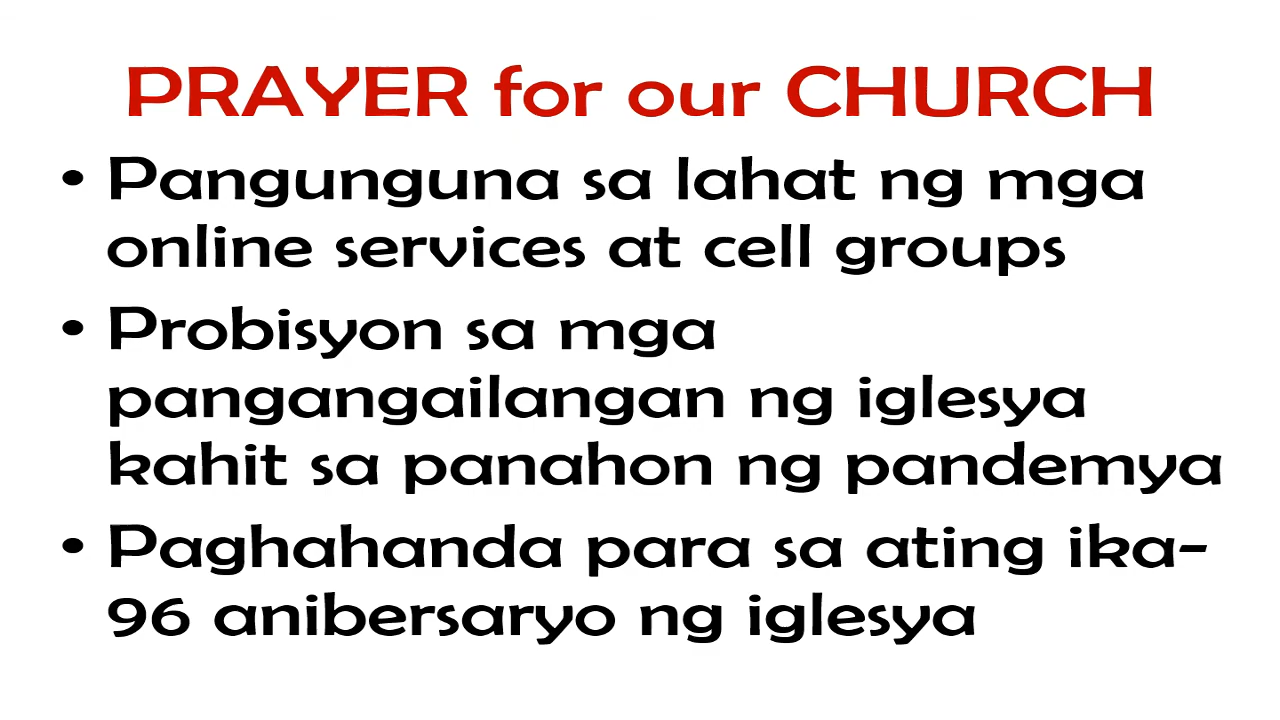 PRAYER for our CHURCH
• Pangunguna sa lahat ng mga
online services at cell groups
• Probisyon sa mga
pangangailangan ng iglesya
kahit sa panahon ng pandemya
• Paghahanda para sa ating ika-
96 anibersaryo ng iglesya